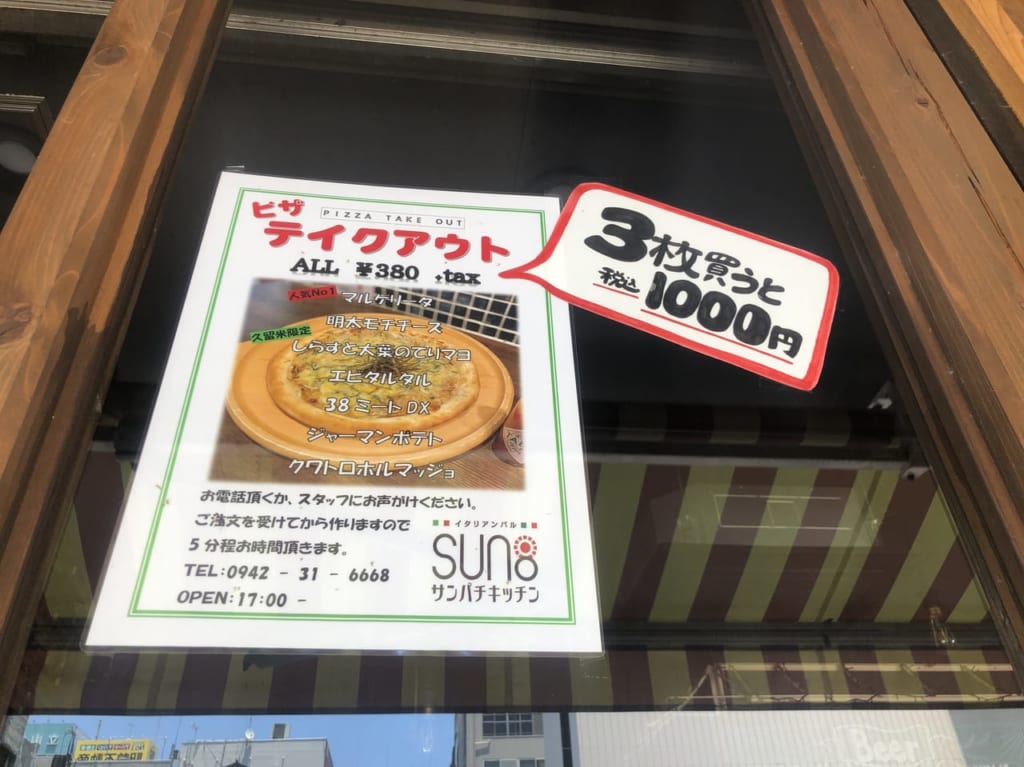 ピザ
PIZZA TAKE OUT
テイクアウト
ALL ¥380 +tax
人気No1
マルゲリータ
明太モチチーズ
久留米限定
しらすと大葉のてりマヨ
エビタルタル
38ミートDX
ジャーマンポテト
クワトロホルマッジョ
お電話頂くか、スタッフにお声がけください。
ご注文を受けてから作りますので
5分程お時間頂きます。
TEL:0942 - 31 - 6668
OPEN:17:00 -
イタリアンバル
SUN8
サンパチキッチン
3枚買うと
税込1000円